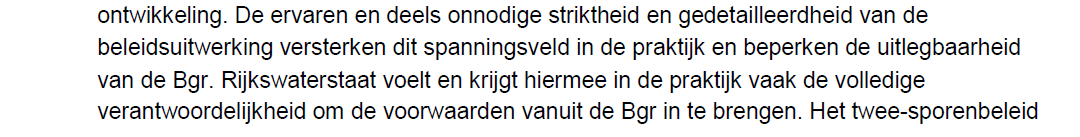 ontwikkeling. De ervaren en deels onnodige striktheid en gedetailleerdheid van de
beleidsuitwerking versterken dit spanningsveld in de praktijk en beperken de uitlegbaarheid
van de Bgr. Rijkswaterstaat voelt en krijgt hiermee in de praktijk vaak de volledige
verantwoordelijkheid om de voorwaarden vanuit de Bgr in te brengen. Het twee-sporenbeleid